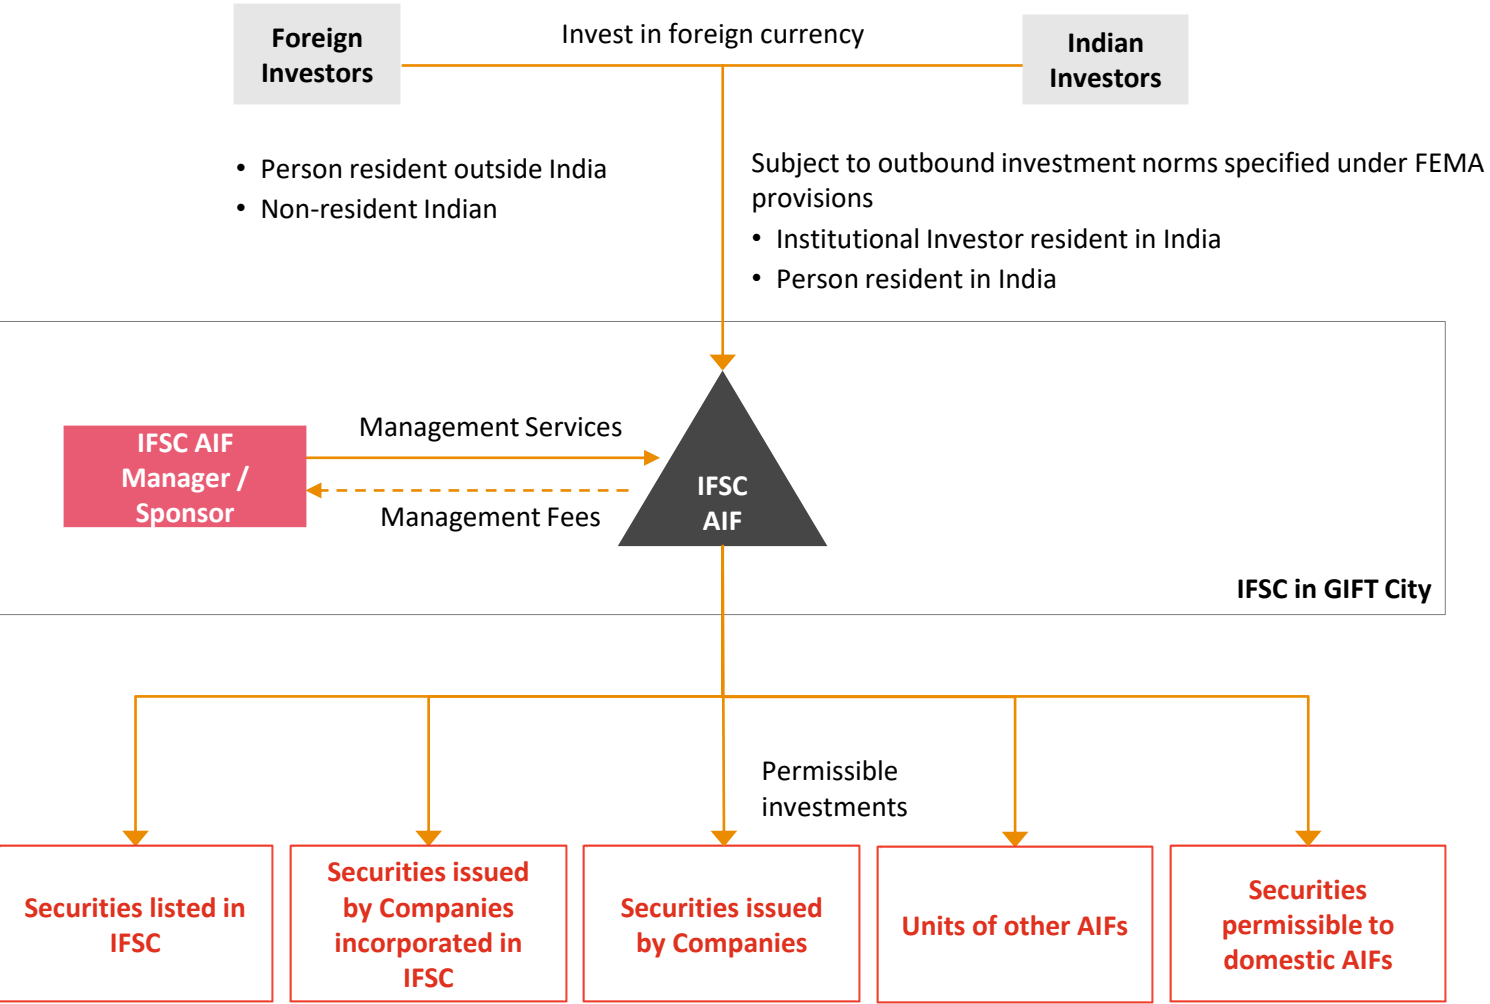 Foreign
Investors
Invest in foreign currency
Indian
Investors
• Person resident outside India
• Non-resident Indian
Subject to outbound investment norms specified under FEMA
provisions
• Institutional Investor resident in India
• Person resident in India
IFSC AIF
Manager /
Sponsor
Management Services
Management Fees
IFSC
AIF
IFSC in GIFT City
Permissible
investments
Securities listed in
IFSC
Securities issued
by Companies
incorporated in
IFSC
Securities issued
by Companies
Units of other AIFs
Securities
permissible to
domestic AIFs